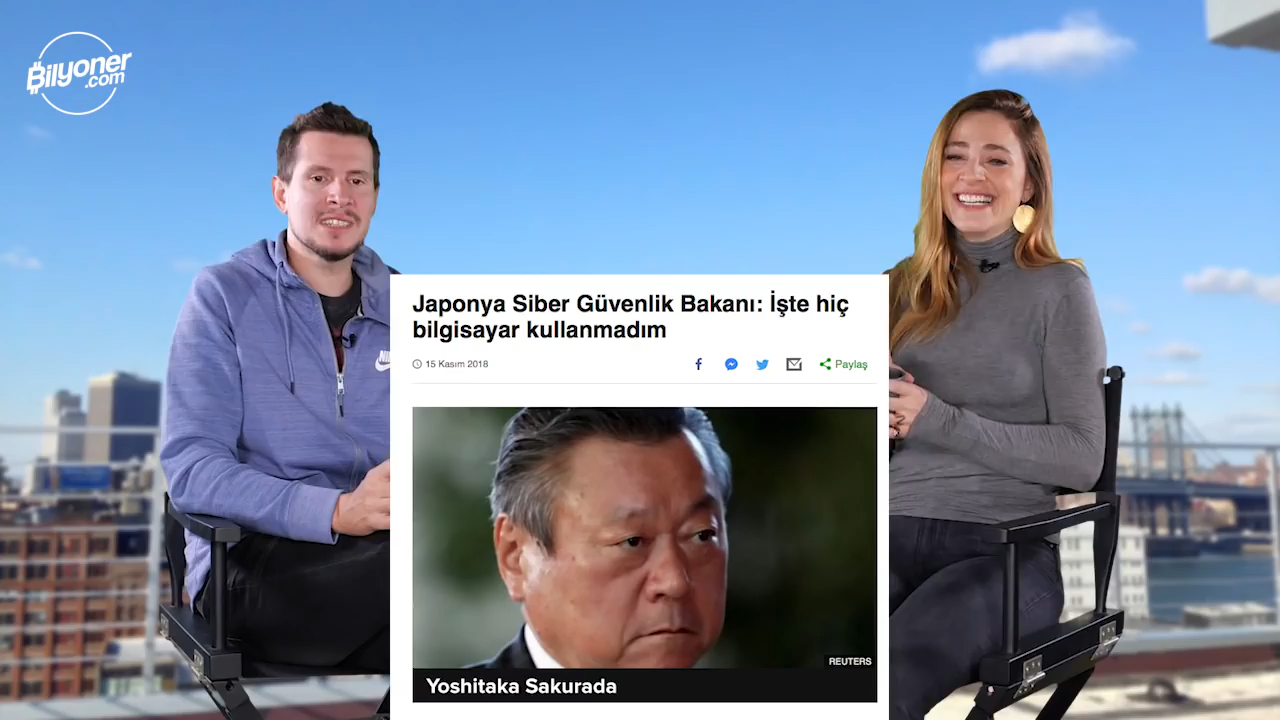 Bilyoner
.com
Japonya Siber Güvenlik Bakanı: İşte hiç
bilgisayar kullanmadım
15 Kasım 2018
Paylaş
REUTERS
Yoshitaka Sakurada